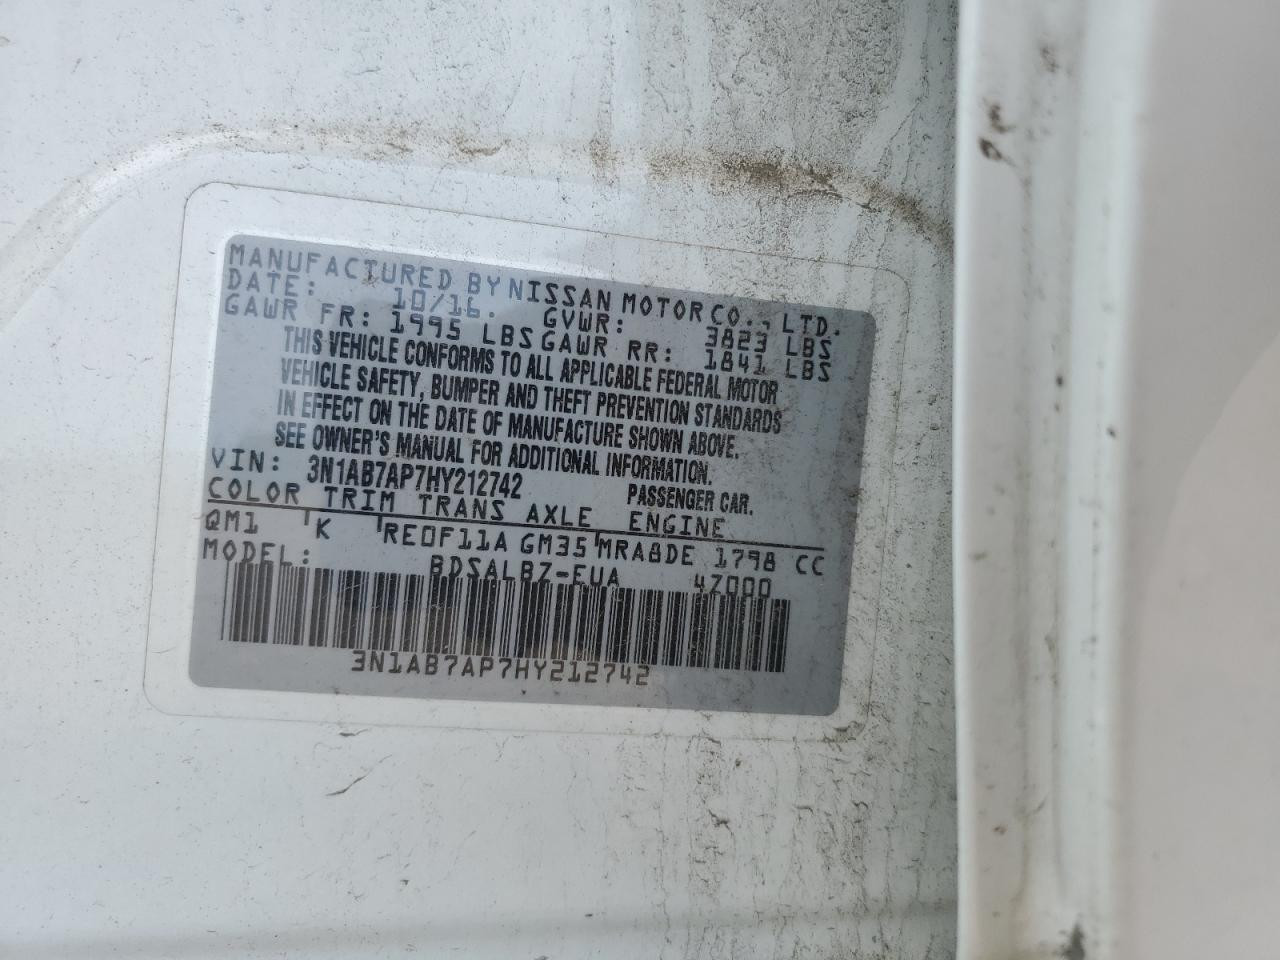 MANUFACTURED BY NISSAN MOTOR CO., LTD.
DATE: 10/16. GVWR: 3823 LBS
GAWR FR: 1995 LBS GAWR RR: 1841 LBS
THIS VEHICLE CONFORMS TO ALL APPLICABLE FEDERAL MOTOR
VEHICLE SAFETY, BUMPER AND THEFT PREVENTION STANDARDS
IN EFFECT ON THE DATE OF MANUFACTURE SHOWN ABOVE.
SEE OWNER'S MANUAL FOR ADDITIONAL INFORMATION.
VIN: 3N1AB7AP7HY212742 PASSENGER CAR.
COLOR TRIM TRANS AXLE ENGINE
QM1 K RE0F11A GM35 MRA8DE 1798 CC
MODEL: BDSALBZ-EUA 4Z000
3N1AB7AP7HY212742